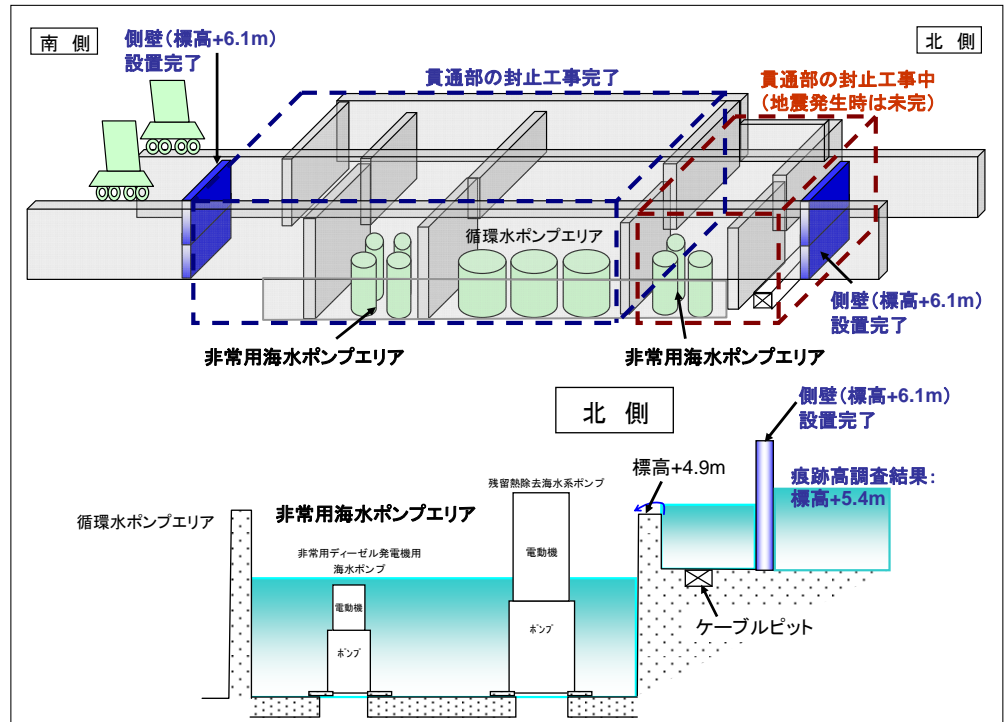 南 側
側壁(標高+6.1m)
設置完了
貫通部の封止工事完了
北 側
貫通部の封止工事中
(地震発生時は未完)
循環水ポンプエリア
側壁(標高+6.1m)
設置完了
非常用海水ポンプエリア
非常用海水ポンプエリア
北 側
側壁(標高+6.1m)
設置完了
標高+4.9m
痕跡高調査結果:
標高+5.4m
残留熱除去海水系ポンプ
循環水ポンプエリア
非常用海水ポンプエリア
非常用ディーゼル発電機用
海水ポンプ
電動機
電動機
ポンプ
ポンプ
ケーブルピット